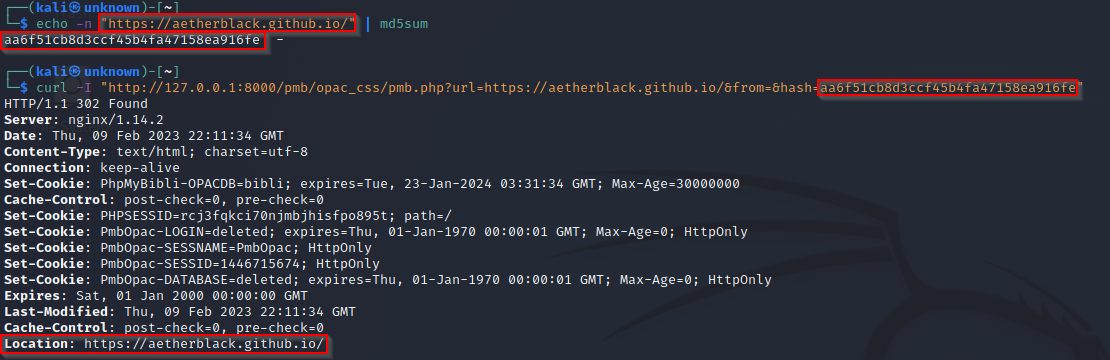 ┌──(kali㉿unknown)-[~]
└─$ echo -n "https://aetherblack.github.io/" | md5sum
aa6f51cb8d3ccf45b4fa47158ea916fe  -
┌──(kali㉿unknown)-[~]
└─$ curl -I "http://127.0.0.1:8000/pmb/opac_css/pmb.php?url=https://aetherblack.github.io/&from=&hash=aa6f51cb8d3ccf45b4fa47158ea916fe"
HTTP/1.1 302 Found
Server: nginx/1.14.2
Date: Thu, 09 Feb 2023 22:11:34 GMT
Content-Type: text/html; charset=utf-8
Connection: keep-alive
Set-Cookie: PhpMyBibli-OPACDB=bibli; expires=Tue, 23-Jan-2024 03:31:34 GMT; Max-Age=30000000
Cache-Control: post-check=0, pre-check=0
Set-Cookie: PHPSESSID=rcj3fqkci70njmbjhisfpo895t; path=/
Set-Cookie: PmbOpac-LOGIN=deleted; expires=Thu, 01-Jan-1970 00:00:01 GMT; Max-Age=0; HttpOnly
Set-Cookie: PmbOpac-SESSNAME=PmbOpac; HttpOnly
Set-Cookie: PmbOpac-SESSID=1446715674; HttpOnly
Set-Cookie: PmbOpac-DATABASE=deleted; expires=Thu, 01-Jan-1970 00:00:01 GMT; Max-Age=0; HttpOnly
Expires: Sat, 01 Jan 2000 00:00:00 GMT
Last-Modified: Thu, 09 Feb 2023 22:11:34 GMT
Cache-Control: post-check=0, pre-check=0
Location: https://aetherblack.github.io/